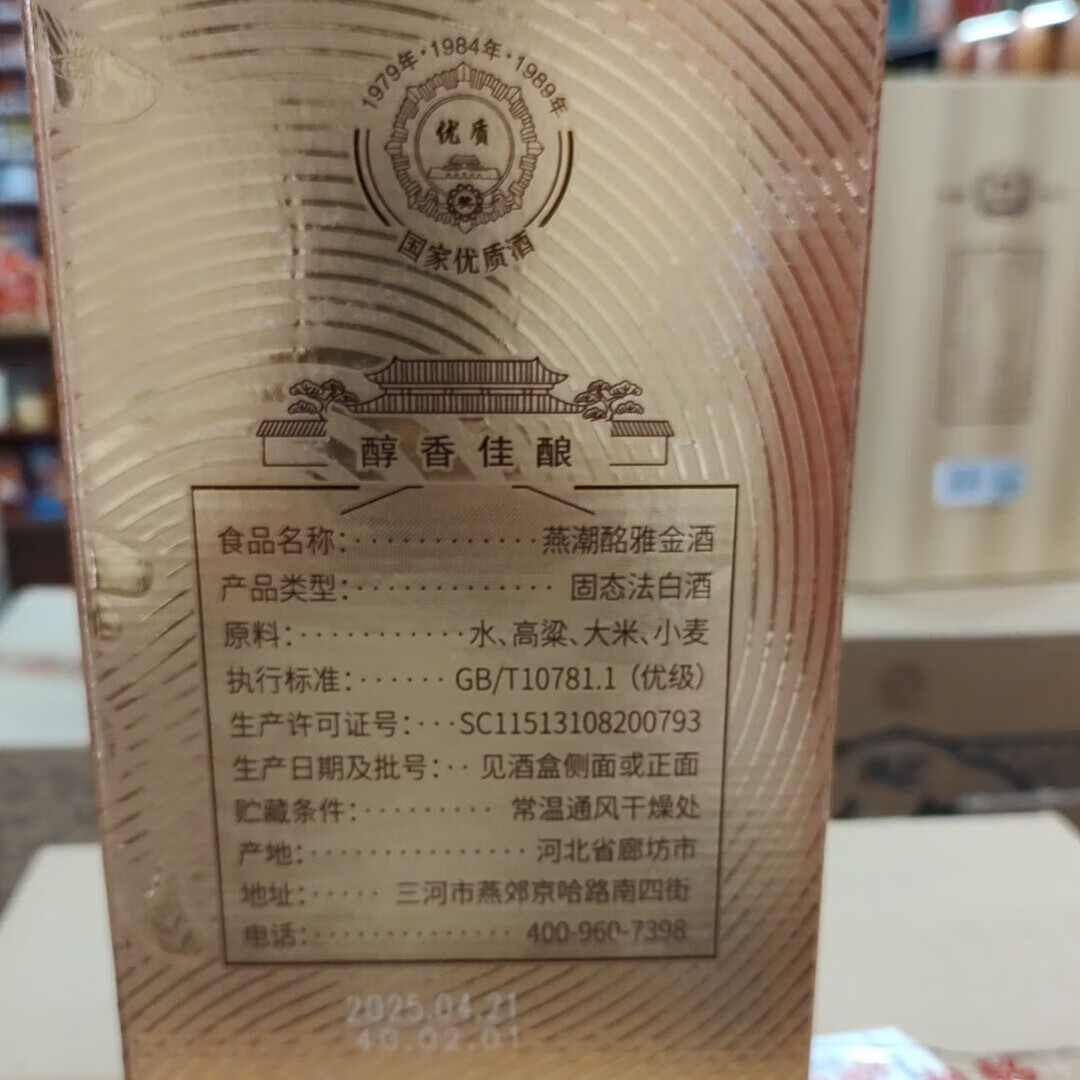 1979年·1984年·1989年
优质
奖
国家优质酒
醇香佳酿
食品名称:············燕潮酩雅金酒
产品类型:··············固态法白酒
原料:···········水、高粱、大米、小麦
执行标准:······GB/T10781.1(优级)
生产许可证号:···SC11513108200793
生产日期及批号:··见酒盒侧面或正面
贮藏条件:·········常温通风干燥处
产地:···············河北省廊坊市
地址:·····三河市燕郊京哈路南四街
电话:··············400-960-7398
2025.04.21
40.02.01